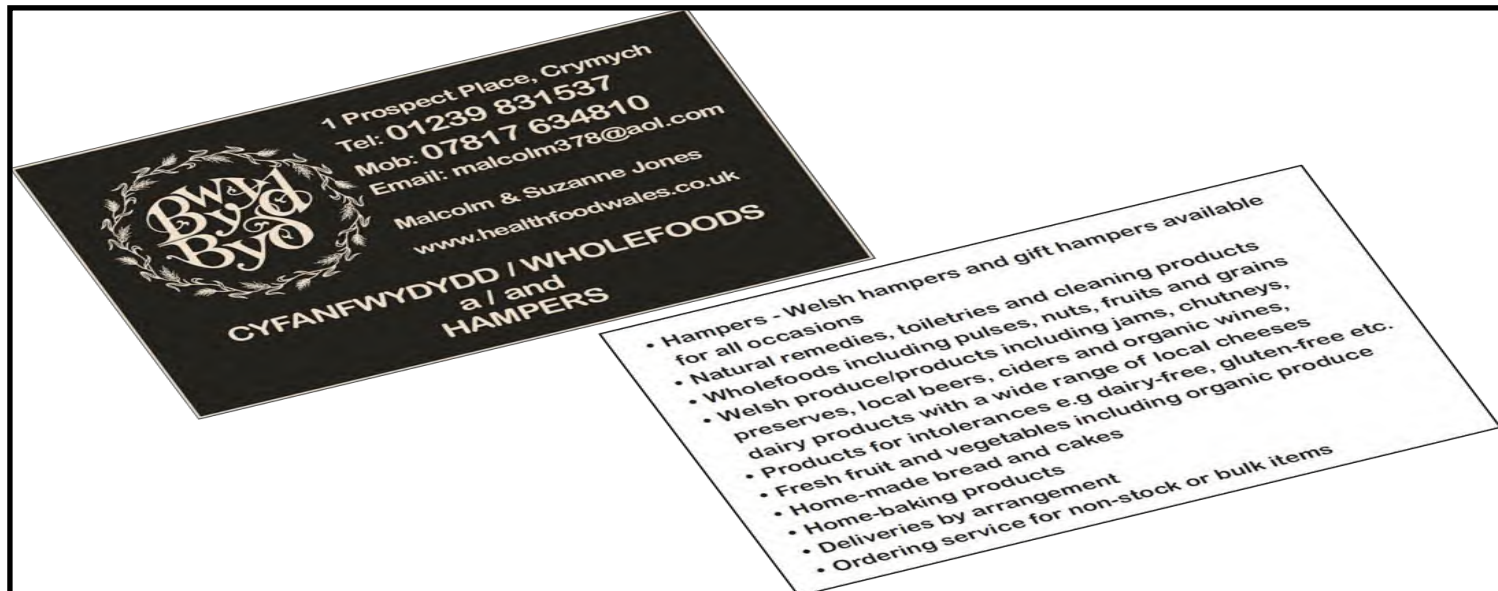 1 Prospect Place, Crymych
Tel: 01239 831537
Mob: 07817 634810
Email: malcolm378@aol.com
Malcolm & Suzanne Jones
www.healthfoodwales.co.uk
Bwyd
Byd
Byo
CYFANFWYDYDD / WHOLEFOODS
a / and
HAMPERS
• Hampers - Welsh hampers and gift hampers available
for all occasions
• Natural remedies, toiletries and cleaning products
• Wholefoods including pulses, nuts, fruits and grains
• Welsh produce/products including jams, chutneys,
preserves, local beers, ciders and organic wines,
dairy products with a wide range of local cheeses
• Products for intolerances e.g dairy-free, gluten-free etc.
• Fresh fruit and vegetables including organic produce
• Home-made bread and cakes
• Home-baking products
• Deliveries by arrangement
• Ordering service for non-stock or bulk items